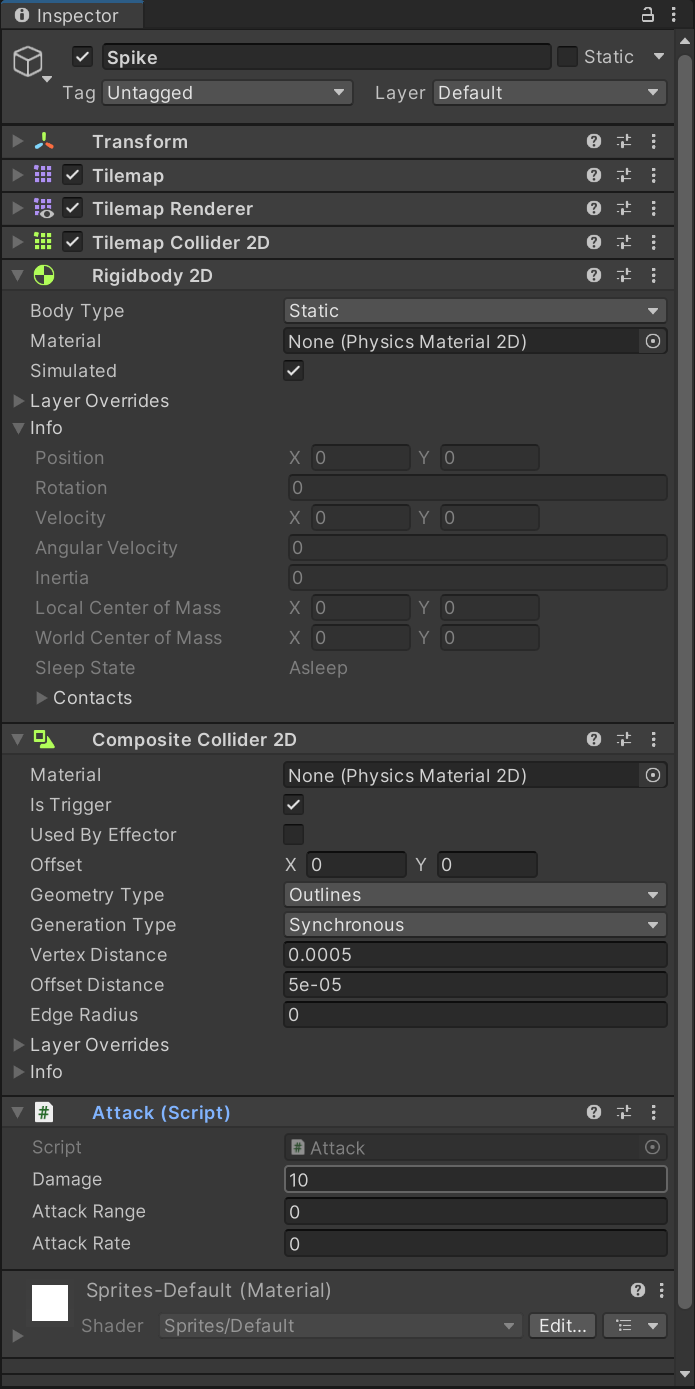 Inspector
Spike
Static
Tag Untagged Layer Default
Transform
Tilemap
Tilemap Renderer
Tilemap Collider 2D
Rigidbody 2D
Body Type Static
Material None (Physics Material 2D)
Simulated
Layer Overrides
Info
Position X 0 Y 0
Rotation 0
Velocity X 0 Y 0
Angular Velocity 0
Inertia 0
Local Center of Mass X 0 Y 0
World Center of Mass X 0 Y 0
Sleep State Asleep
Contacts
Composite Collider 2D
Material None (Physics Material 2D)
Is Trigger
Used By Effector
Offset X 0 Y 0
Geometry Type Outlines
Generation Type Synchronous
Vertex Distance 0.0005
Offset Distance 5e-05
Edge Radius 0
Layer Overrides
Info
# Attack (Script)
Script # Attack
Damage 10
Attack Range 0
Attack Rate 0
Sprites-Default (Material)
Shader Sprites/Default Edit...